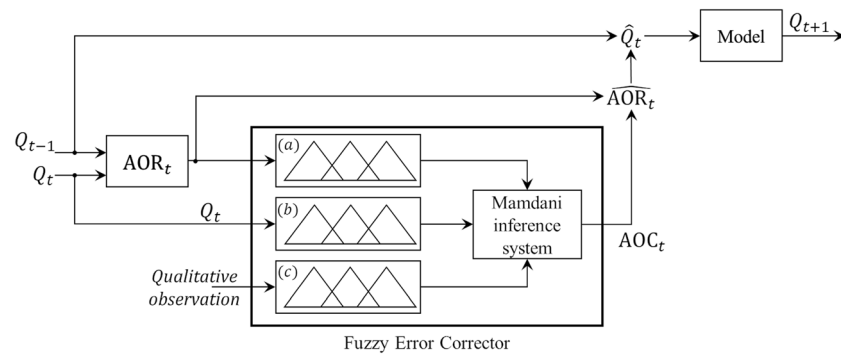 Q̂ₜ
Model
Qₜ₊₁
AOR̂ₜ
Qₜ₋₁
Qₜ
AORₜ
(a)
Qₜ
(b)
Mamdani
inference
system
AOCₜ
Qualitative
observation
(c)
Fuzzy Error Corrector